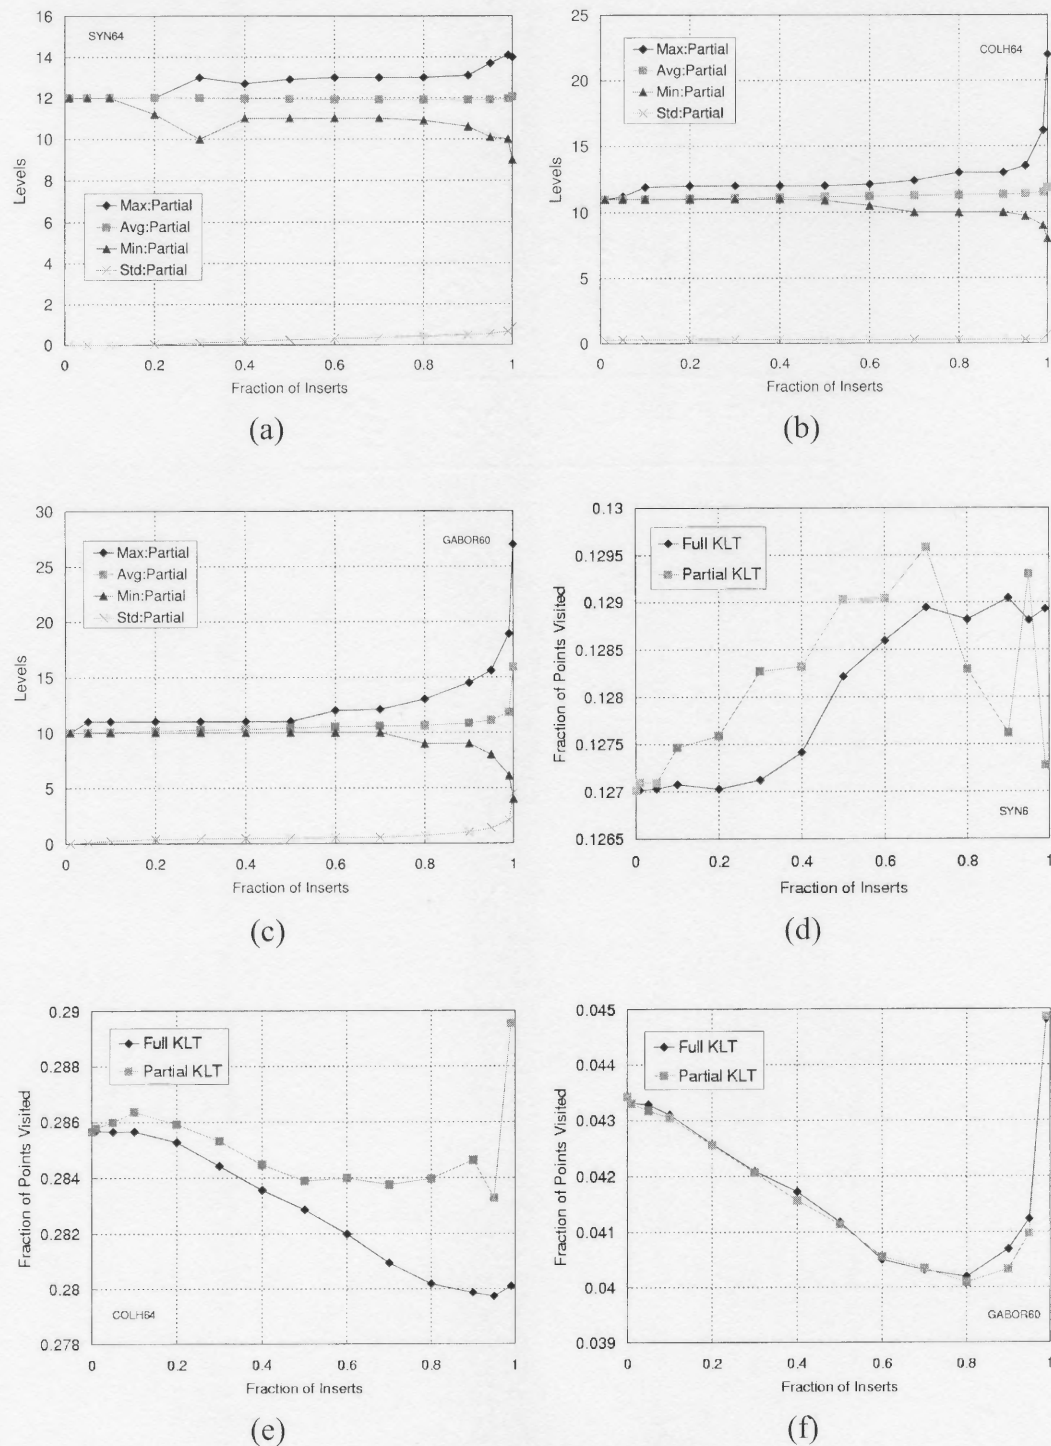 16
14
12
10
8
6
4
2
0
Levels
SYN64
Max:Partial
Avg:Partial
Min:Partial
Std:Partial
0 0.2 0.4 0.6 0.8 1
Fraction of Inserts
(a)
25
20
15
10
5
0
Levels
Max:Partial
Avg:Partial
Min:Partial
Std:Partial
COLH64
0 0.2 0.4 0.6 0.8 1
Fraction of Inserts
(b)
30
25
20
15
10
5
0
Levels
Max:Partial
Avg:Partial
Min:Partial
Std:Partial
GABOR60
0 0.2 0.4 0.6 0.8 1
Fraction of Inserts
(c)
0.13
0.1295
0.129
0.1285
0.128
0.1275
0.127
0.1265
Fraction of Points Visited
Full KLT
Partial KLT
SYN6
0 0.2 0.4 0.6 0.8 1
Fraction of Inserts
(d)
0.29
0.288
0.286
0.284
0.282
0.28
0.278
Fraction of Points Visited
Full KLT
Partial KLT
COLH64
0 0.2 0.4 0.6 0.8 1
Fraction of Inserts
(e)
0.045
0.044
0.043
0.042
0.041
0.04
0.039
Fraction of Points Visited
Full KLT
Partial KLT
GABOR60
0 0.2 0.4 0.6 0.8 1
Fraction of Inserts
(f)